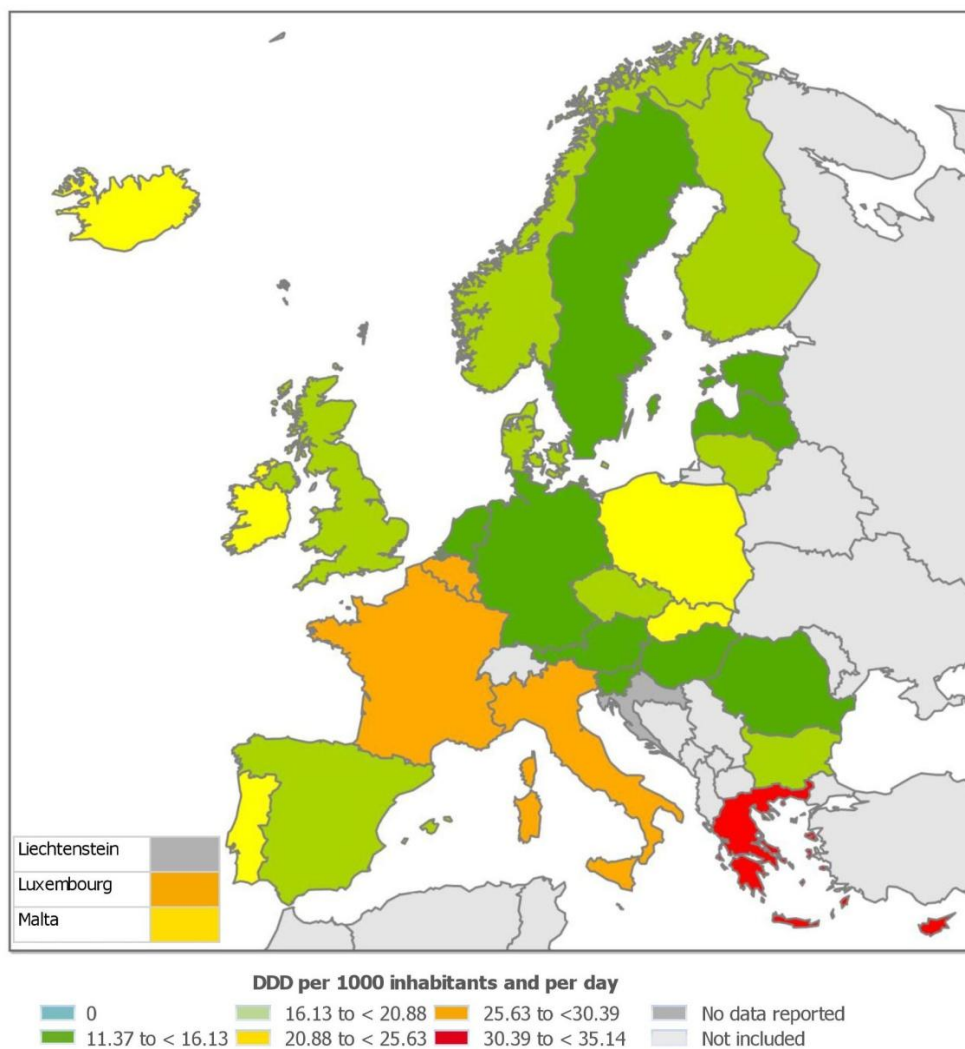 Liechtenstein
Luxembourg
Malta
DDD per 1000 inhabitants and per day
0
16.13 to < 20.88
25.63 to <30.39
No data reported
11.37 to < 16.13
20.88 to < 25.63
30.39 to < 35.14
Not included